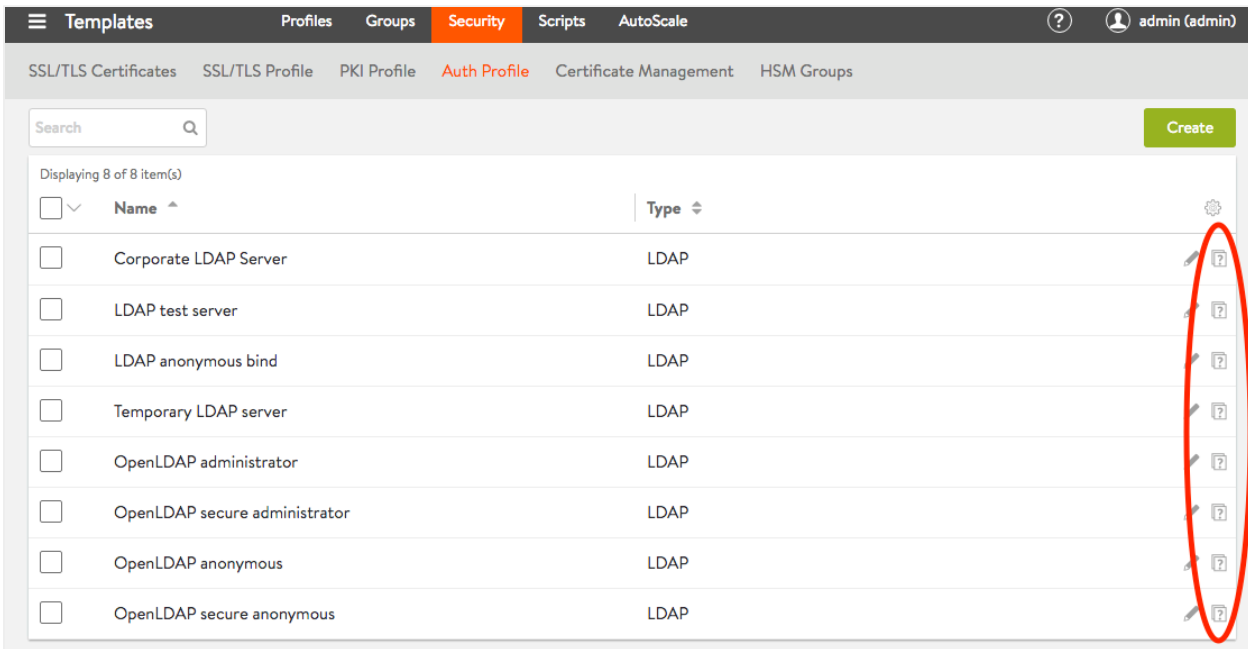 Templates Profiles Groups Security Scripts AutoScale ? admin (admin)
SSL/TLS Certificates SSL/TLS Profile PKI Profile Auth Profile Certificate Management HSM Groups
Search Create
Displaying 8 of 8 item(s)
Name Type
Corporate LDAP Server LDAP ?
LDAP test server LDAP ?
LDAP anonymous bind LDAP ?
Temporary LDAP server LDAP ?
OpenLDAP administrator LDAP ?
OpenLDAP secure administrator LDAP ?
OpenLDAP anonymous LDAP ?
OpenLDAP secure anonymous LDAP ?